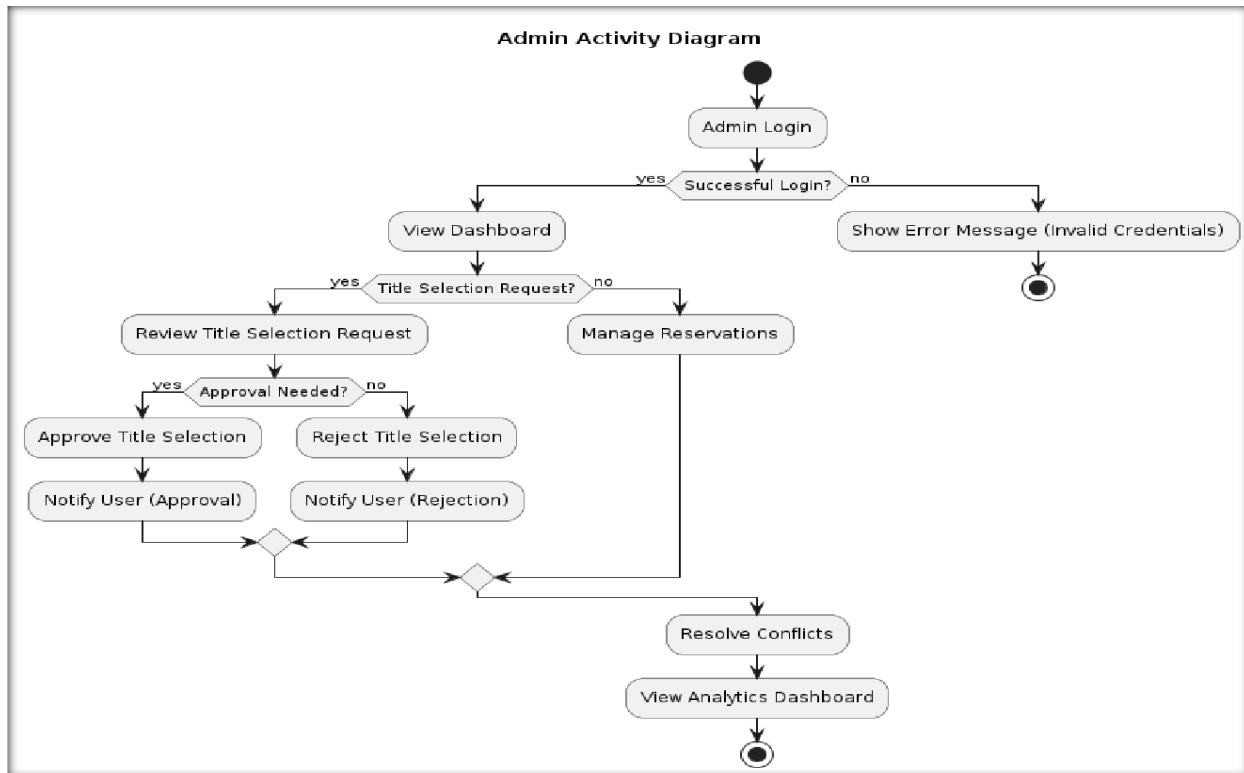 Admin Activity Diagram
Admin Login
yes
Successful Login?
no
View Dashboard
Show Error Message (Invalid Credentials)
yes
Title Selection Request?
no
Review Title Selection Request
Manage Reservations
yes
Approval Needed?
no
Approve Title Selection
Reject Title Selection
Notify User (Approval)
Notify User (Rejection)
Resolve Conflicts
View Analytics Dashboard